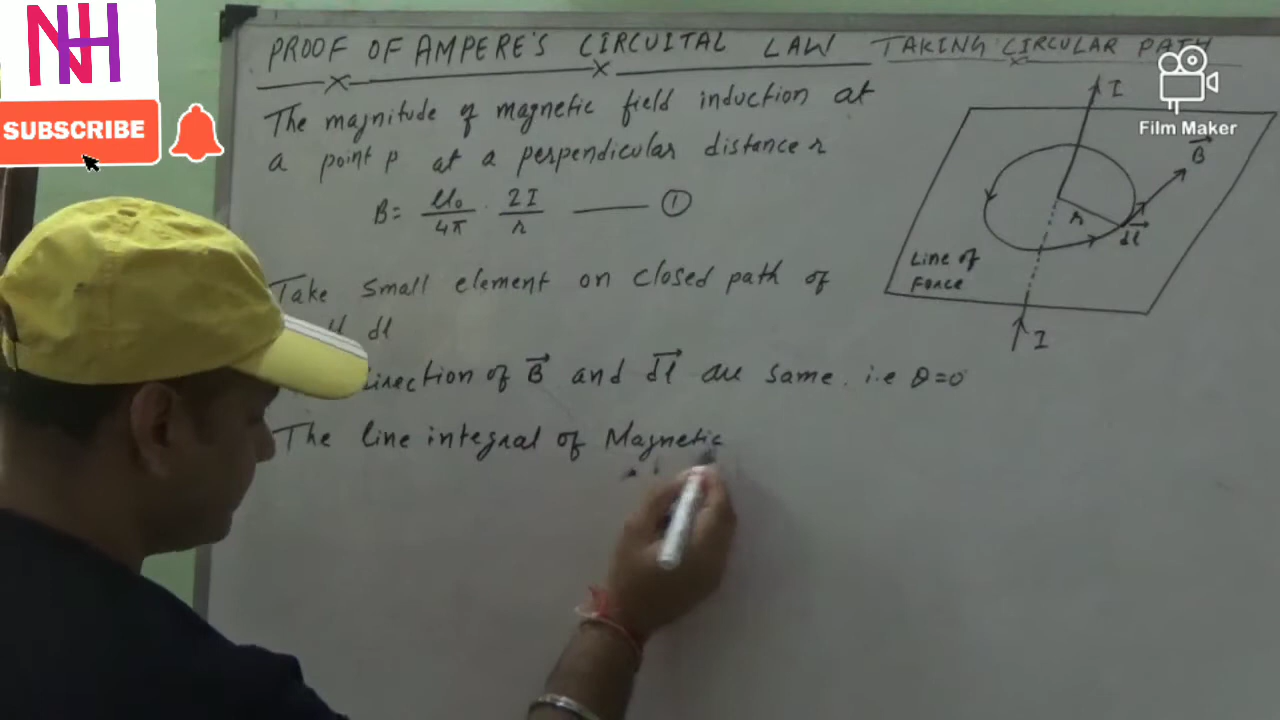 NH
SUBSCRIBE
PROOF OF AMPERE'S CIRCUITAL LAW TAKING CIRCULAR PATH
The magnitude of magnetic field induction at
a point P at a perpendicular distance r
B = μ₀/4π · 2I/r —— ①
Take small element on closed path of
dl
direction of B⃗ and dl⃗ are same. i.e θ=0
The line integral of Magnetic
I
Film Maker
B⃗
r
dl⃗
Line of
Force
I